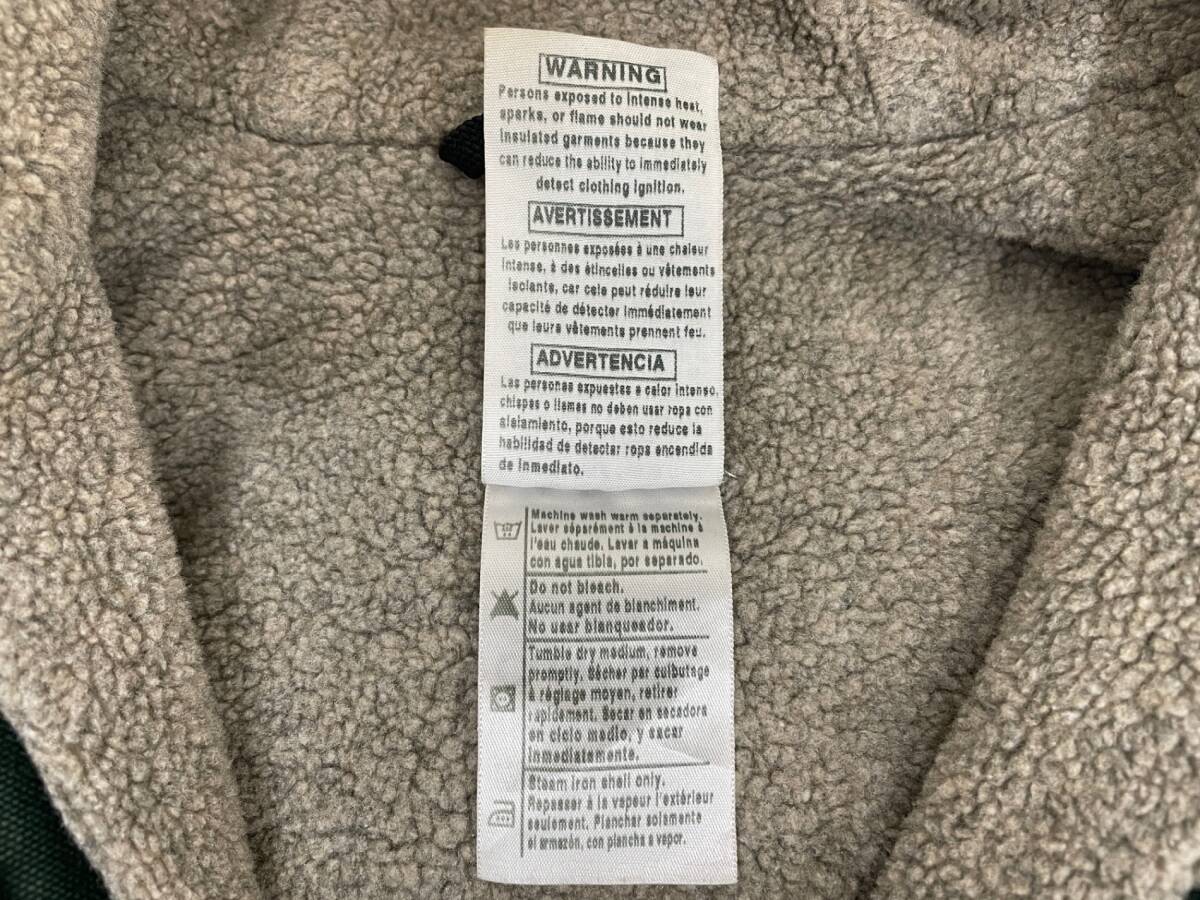 WARNING
Persons exposed to intense heat,
sparks, or flame should not wear
insulated garments because they
can reduce the ability to immediately
detect clothing ignition.
AVERTISSEMENT
Les personnes exposées à une chaleur
intense, à des étincelles ou vêtements
isolants, car cela peut réduire leur
capacité de détecter immédiatement
que leurs vêtements prennent feu.
ADVERTENCIA
Las personas expuestas a calor intenso,
chispas o llamas no deben usar ropa con
aislamiento, porque esto reduce la
habilidad de detectar ropa encendida
de inmediato.
Machine wash warm separately.
Laver séparément à la machine à
l'eau chaude. Lavar a máquina
con agua tibia, por separado.
Do not bleach.
Aucun agent de blanchiment.
No usar blanqueador.
Tumble dry medium, remove
promptly. Sécher par culbutage
à réglage moyen, retirer
rapidement. Secar en secadora
en ciclo medio, y sacar
inmediatamente.
Steam iron shell only.
Repasser à la vapeur l'extérieur
seulement. Planchar solamente
el armazón, con plancha a vapor.